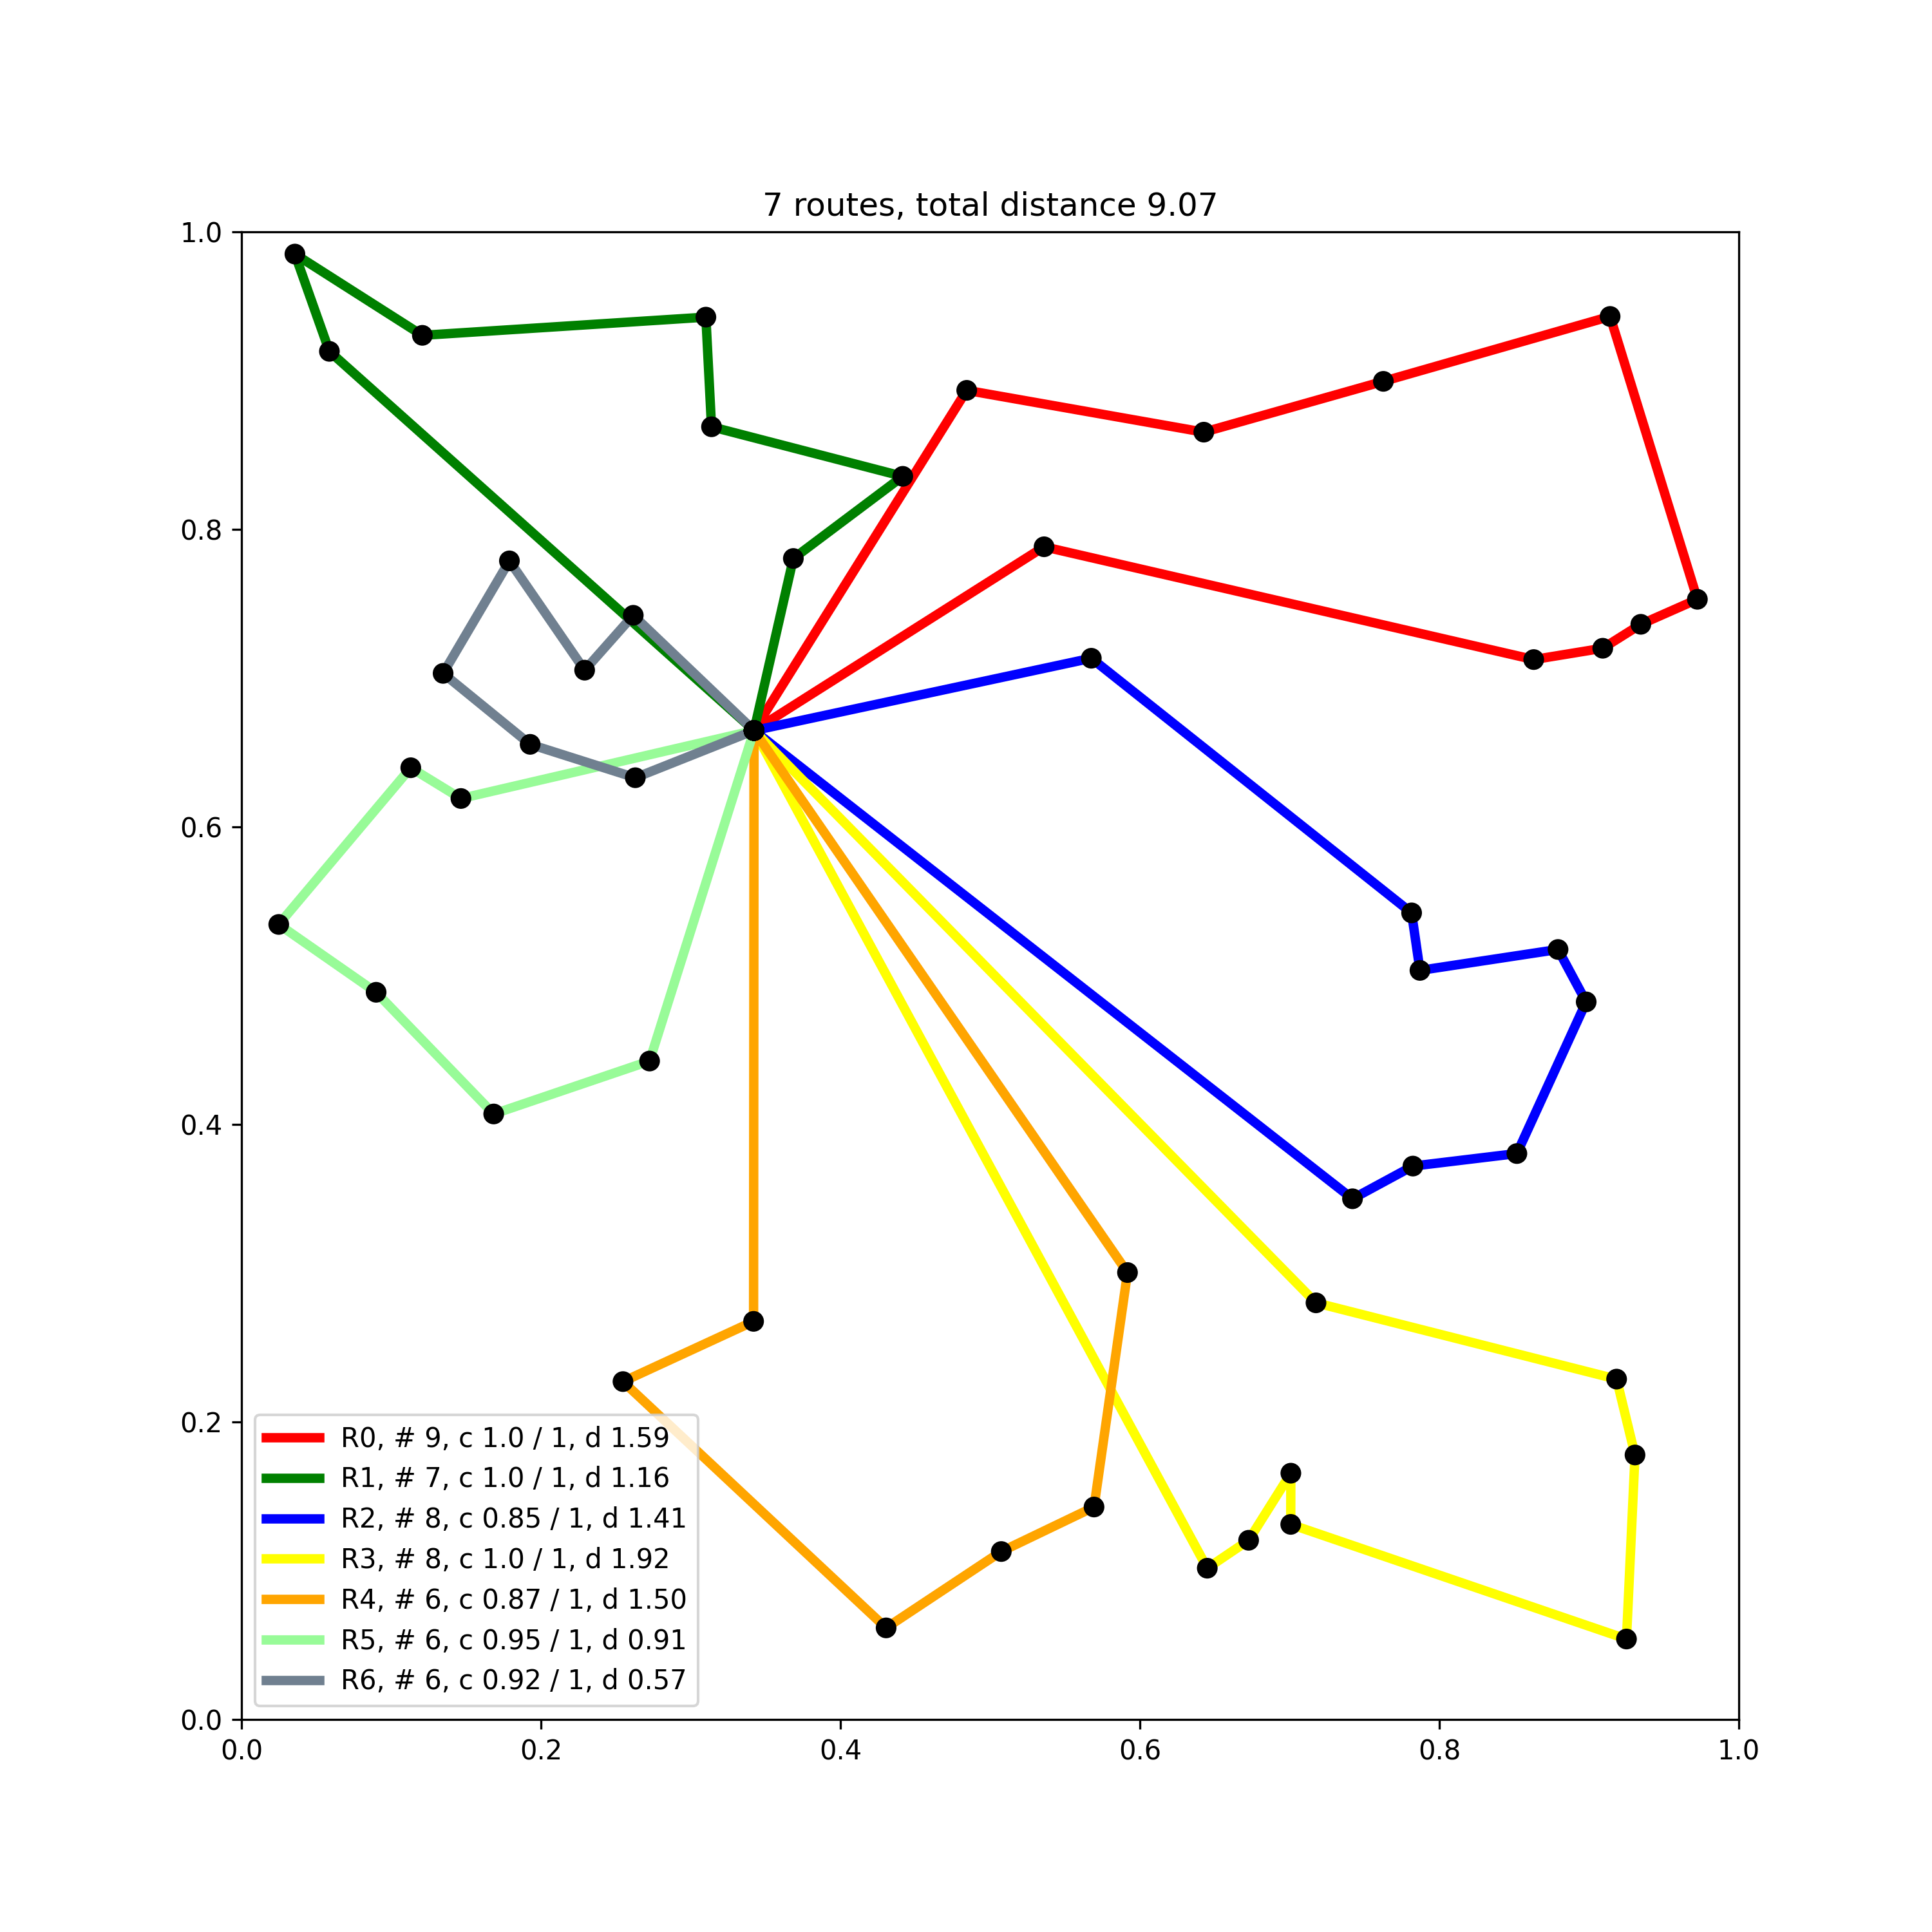 7 routes, total distance 9.07
1.0
0.8
0.6
0.4
0.2
0.0
R0, # 9, c 1.0 / 1, d 1.59
R1, # 7, c 1.0 / 1, d 1.16
R2, # 8, c 0.85 / 1, d 1.41
R3, # 8, c 1.0 / 1, d 1.92
R4, # 6, c 0.87 / 1, d 1.50
R5, # 6, c 0.95 / 1, d 0.91
R6, # 6, c 0.92 / 1, d 0.57
0.0 0.2 0.4 0.6 0.8 1.0